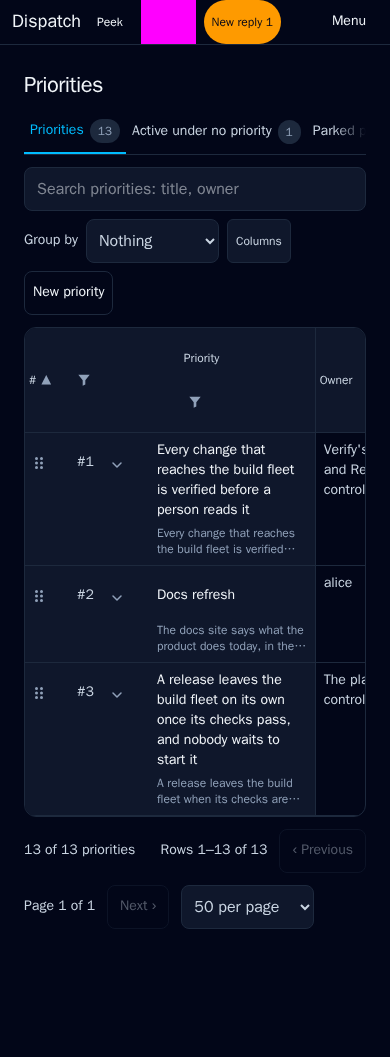 Dispatch Peek New reply 1 Menu
Priorities
Priorities 13 Active under no priority 1 Parked
Search priorities: title, owner
Group by Nothing Columns
New priority
# ▲ Priority Owner
#1 Every change that
reaches the build fleet
is verified before a
person reads it
Every change that reaches
the build fleet is verified…
Verify's
and Re
control
#2 Docs refresh
The docs site says what the
product does today, in the…
alice
#3 A release leaves the
build fleet on its own
once its checks pass,
and nobody waits to
start it
A release leaves the build
fleet when its checks are…
The pla
control
13 of 13 priorities Rows 1–13 of 13 ‹ Previous
Page 1 of 1 Next › 50 per page